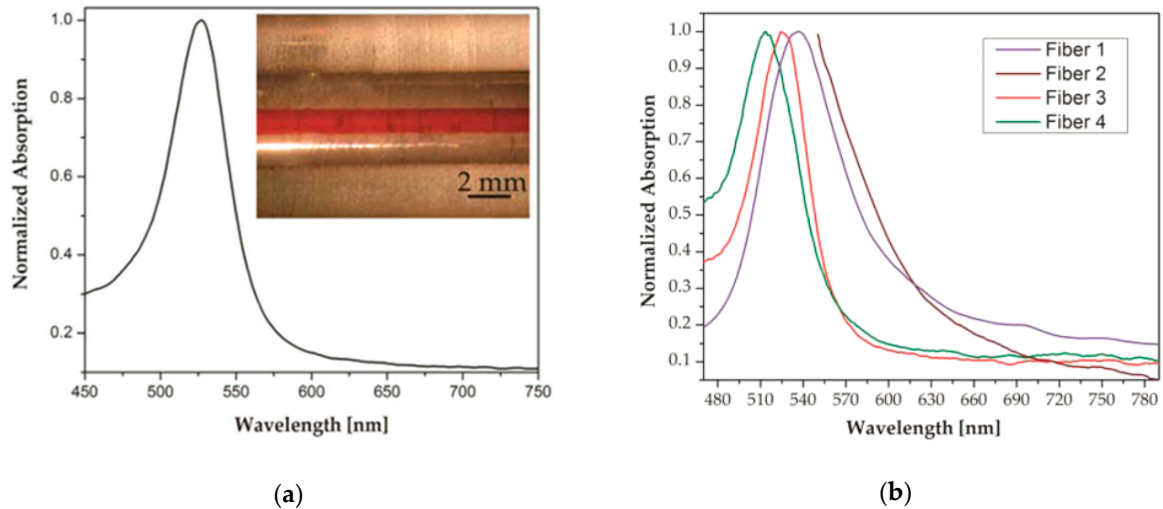 1.0
0.8
0.6
0.4
0.2
450 500 550 600 650 700 750
Normalized Absorption
Wavelength [nm]
2 mm
(a)
1.0
0.9
0.8
0.7
0.6
0.5
0.4
0.3
0.2
0.1
480 510 540 570 600 630 660 690 720 750 780
Normalized Absorption
Wavelength [nm]
Fiber 1
Fiber 2
Fiber 3
Fiber 4
(b)